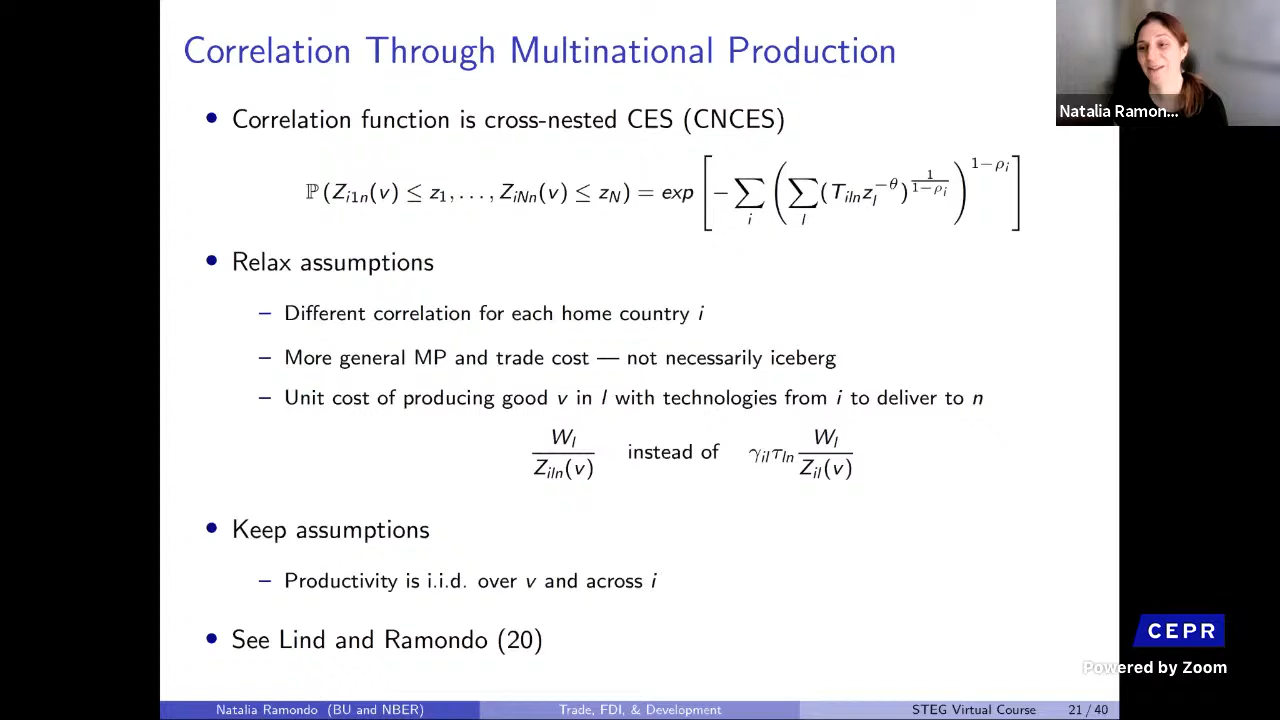 Correlation Through Multinational Production
Natalia Ramon...
• Correlation function is cross-nested CES (CNCES)
ℙ (Z_{i1n}(v) ≤ z_1, . . . , Z_{iNn}(v) ≤ z_N) = exp [ − ∑_i ( ∑_l (T_{iln} z_l^{−θ})^{\frac{1}{1−ρ_i}} )^{1−ρ_i} ]
• Relax assumptions
– Different correlation for each home country i
– More general MP and trade cost — not necessarily iceberg
– Unit cost of producing good v in l with technologies from i to deliver to n
\frac{W_l}{Z_{iln}(v)} instead of γ_{il}τ_{ln} \frac{W_l}{Z_{il}(v)}
• Keep assumptions
– Productivity is i.i.d. over v and across i
• See Lind and Ramondo (20)
CEPR
Powered by Zoom
Natalia Ramondo (BU and NBER) Trade, FDI, & Development STEG Virtual Course 21 / 40